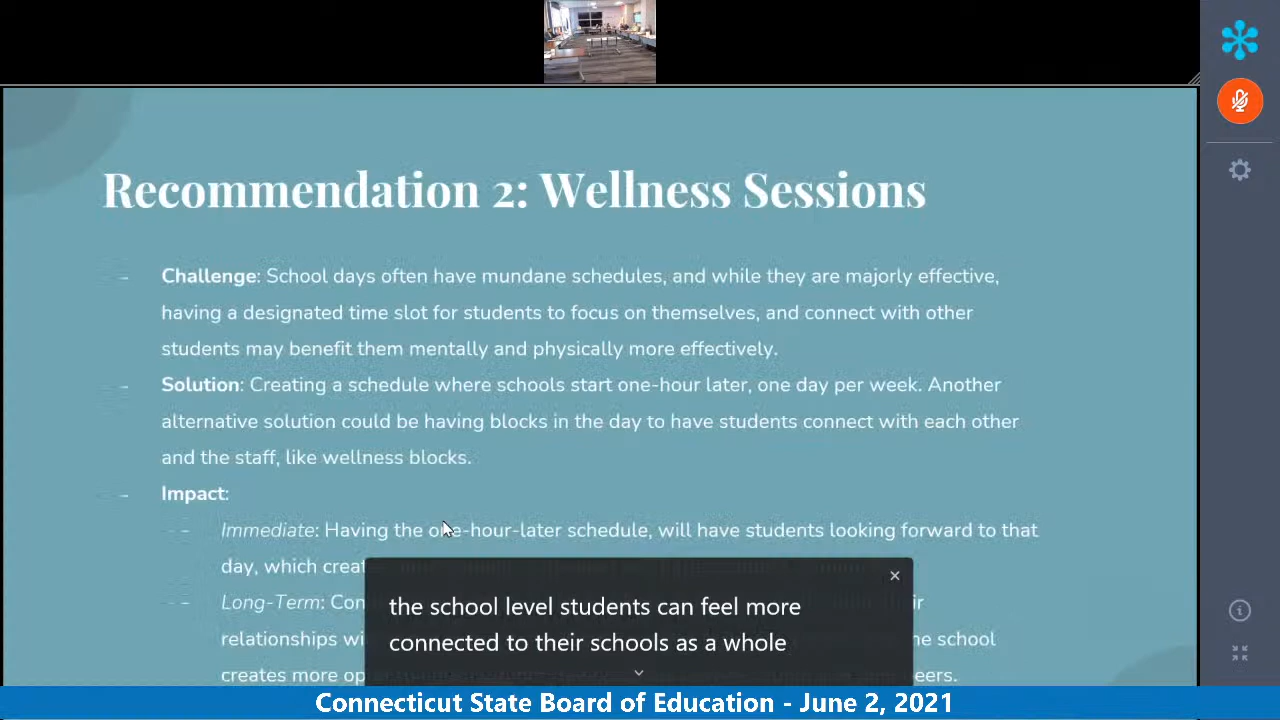 Recommendation 2: Wellness Sessions
- Challenge: School days often have mundane schedules, and while they are majorly effective,
having a designated time slot for students to focus on themselves, and connect with other
students may benefit them mentally and physically more effectively.
- Solution: Creating a schedule where schools start one-hour later, one day per week. Another
alternative solution could be having blocks in the day to have students connect with each other
and the staff, like wellness blocks.
- Impact:
- Immediate: Having the one-hour-later schedule, will have students looking forward to that
day, which
- Long-Term:
relationships school
creates more
the school level students can feel more
connected to their schools as a whole
Connecticut State Board of Education - June 2, 2021